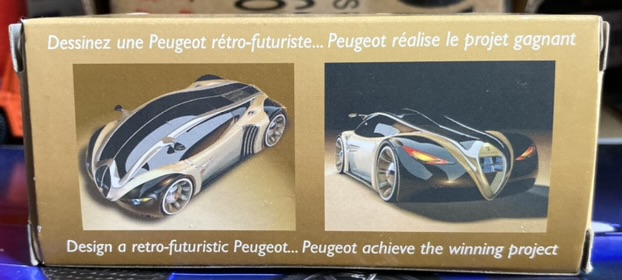 Dessinez une Peugeot rétro-futuriste... Peugeot réalise le projet gagnant
Design a retro-futuristic Peugeot... Peugeot achieve the winning project